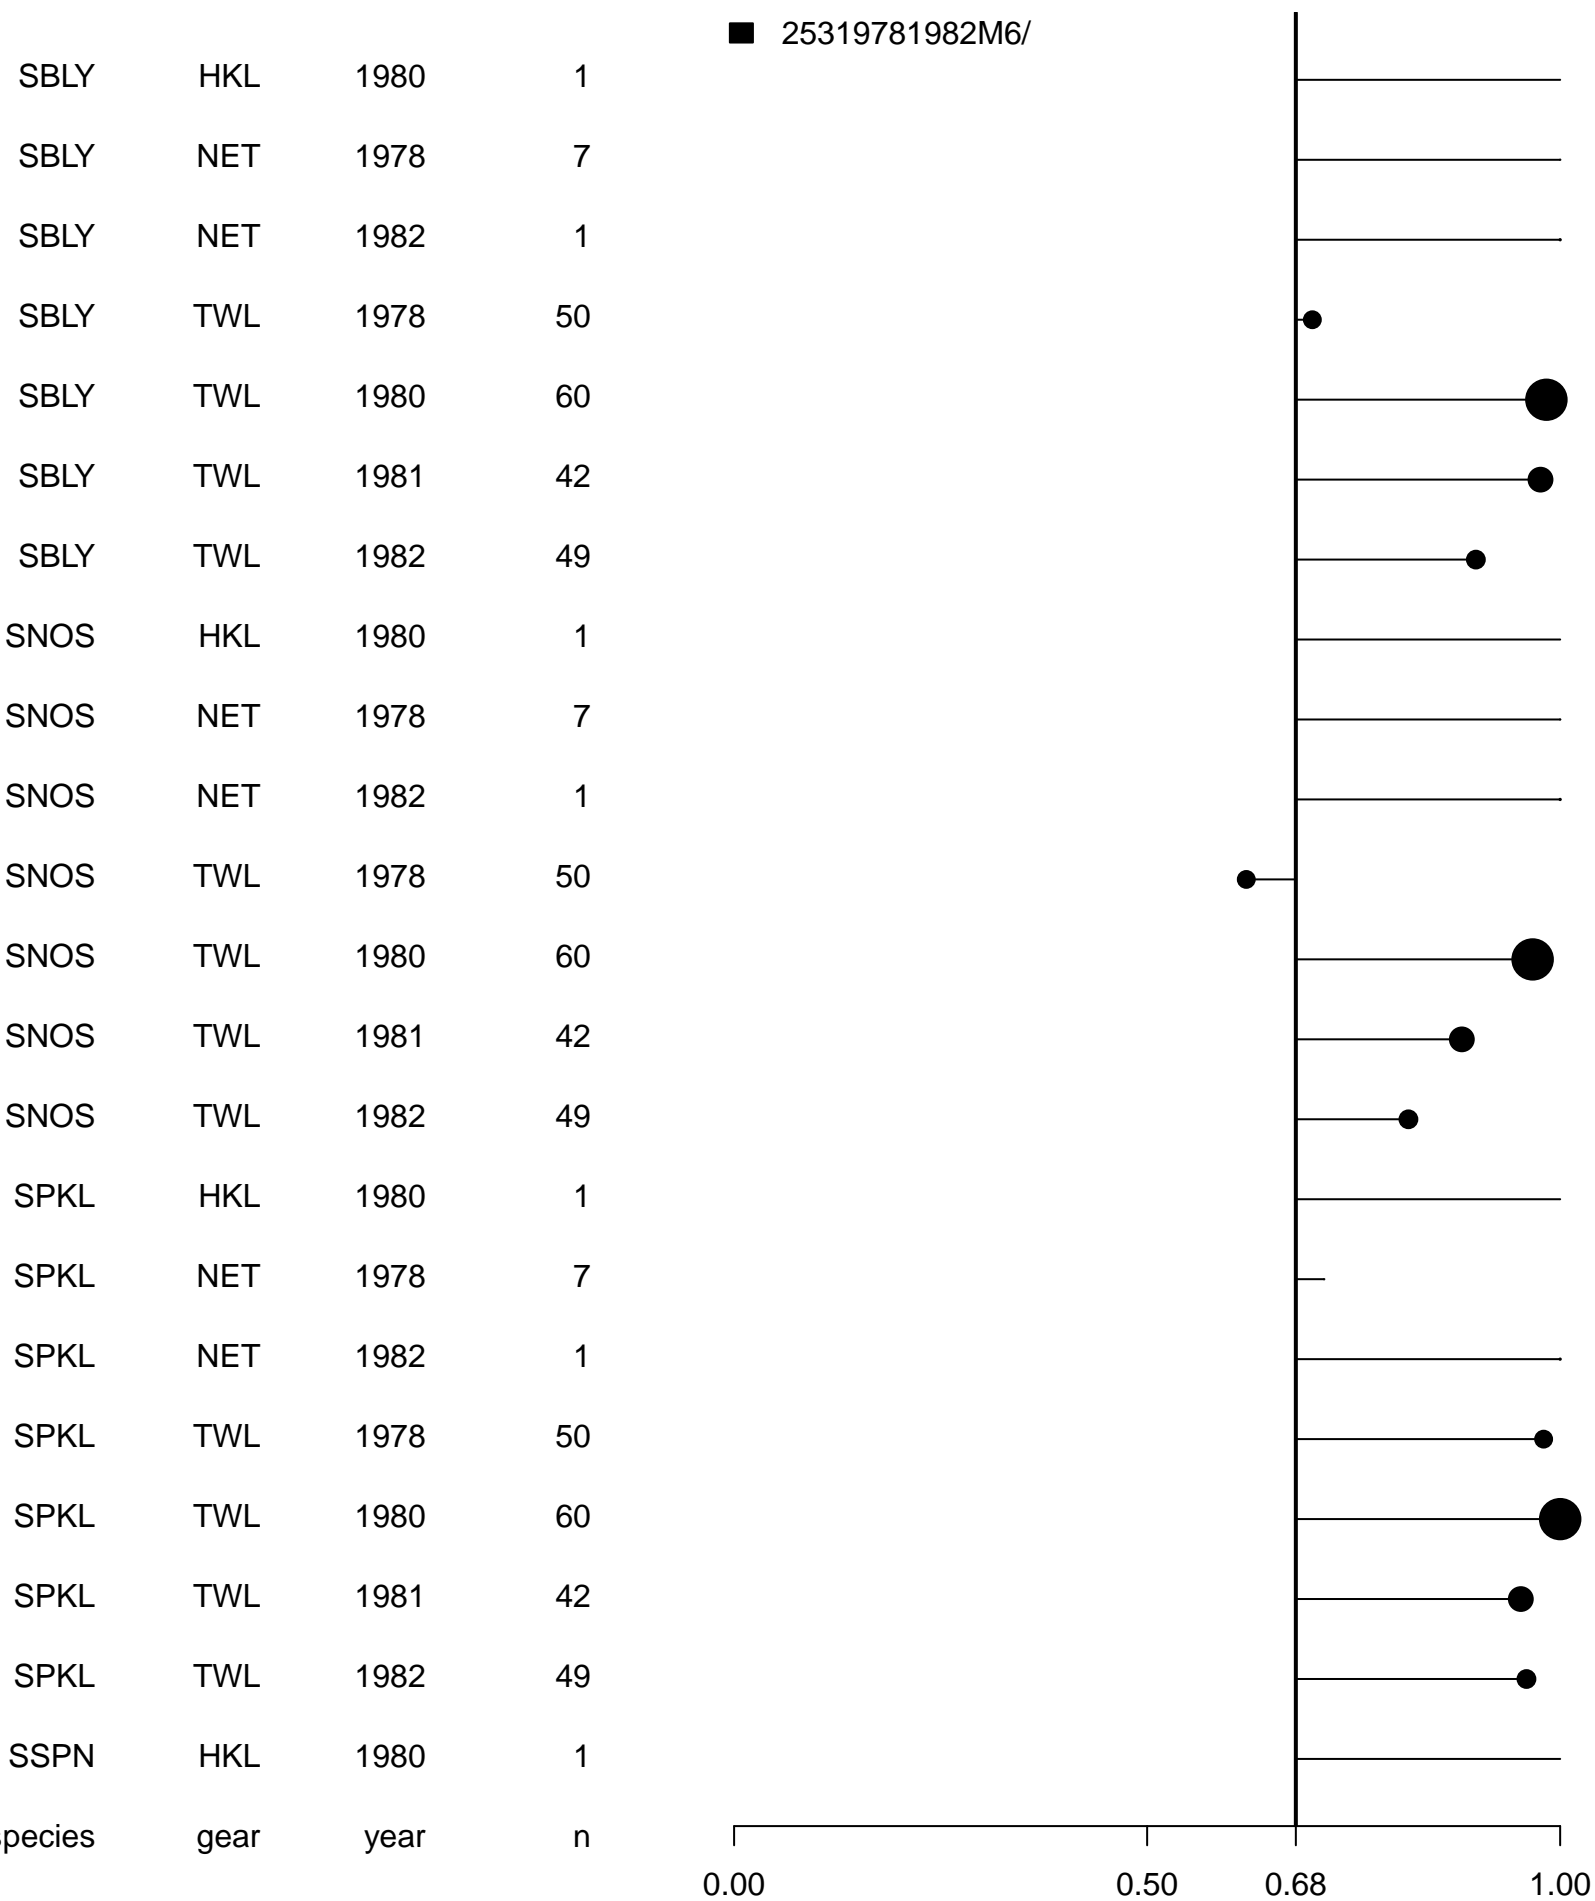 25319781982M6/
SBLY HKL 1980 1
SBLY NET 1978 7
SBLY NET 1982 1
SBLY TWL 1978 50
SBLY TWL 1980 60
SBLY TWL 1981 42
SBLY TWL 1982 49
SNOS HKL 1980 1
SNOS NET 1978 7
SNOS NET 1982 1
SNOS TWL 1978 50
SNOS TWL 1980 60
SNOS TWL 1981 42
SNOS TWL 1982 49
SPKL HKL 1980 1
SPKL NET 1978 7
SPKL NET 1982 1
SPKL TWL 1978 50
SPKL TWL 1980 60
SPKL TWL 1981 42
SPKL TWL 1982 49
SSPN HKL 1980 1
species gear year n
0.00 0.50 0.68 1.00